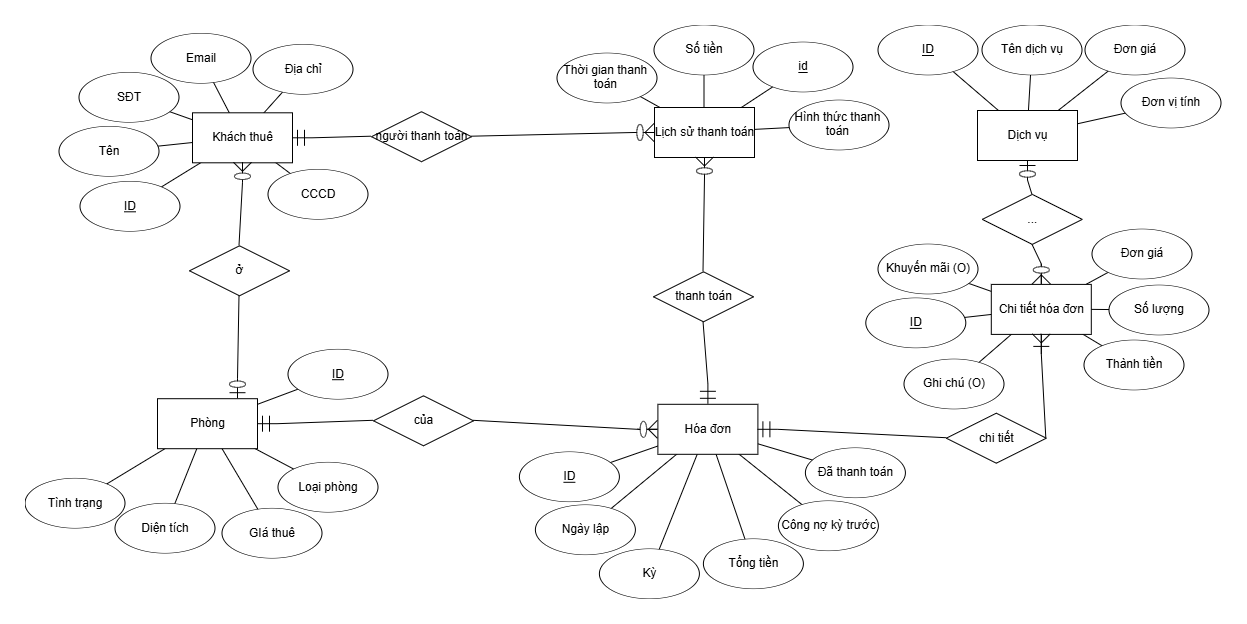 Email
Địa chỉ
SĐT
Khách thuê
Tên
ID
CCCD
người thanh toán
Thời gian thanh
toán
Số tiền
id
Hình thức thanh
toán
Lịch sử thanh toán
ID
Tên dịch vụ
Đơn giá
Đơn vị tính
Dịch vụ
...
ở
thanh toán
Khuyến mãi (O)
Đơn giá
ID
Chi tiết hóa đơn
Số lượng
Ghi chú (O)
Thành tiền
ID
Phòng
của
Hóa đơn
chi tiết
Tình trạng
Diện tích
Giá thuê
Loại phòng
ID
Ngày lập
Kỳ
Tổng tiền
Công nợ kỳ trước
Đã thanh toán